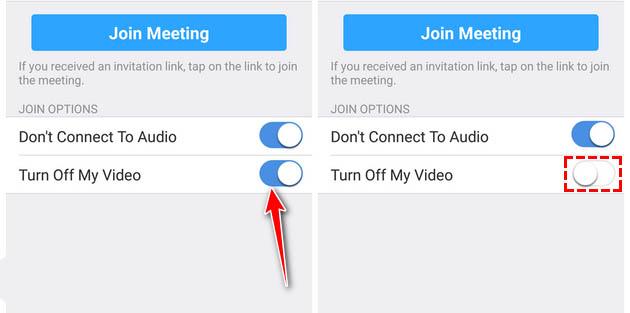 Join Meeting
If you received an invitation link, tap on the link to join
the meeting.
JOIN OPTIONS
Don't Connect To Audio
Turn Off My Video
Join Meeting
If you received an invitation link, tap on the link to join
the meeting.
JOIN OPTIONS
Don't Connect To Audio
Turn Off My Video